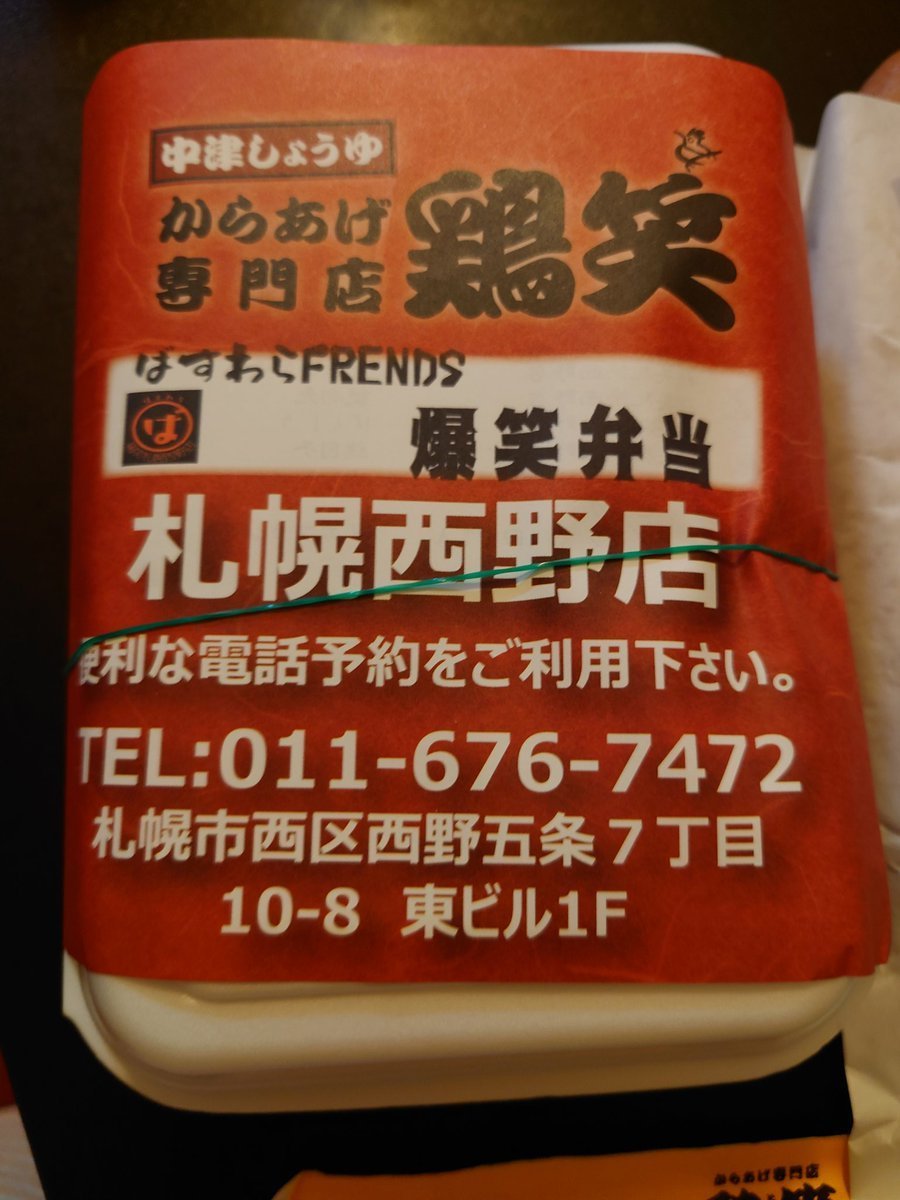 中津しょうゆ
からあげ
専門店
鶏笑
ばすわらFRENDS
ば
爆笑弁当
札幌西野店
便利な電話予約をご利用下さい。
TEL:011-676-7472
札幌市西区西野五条7丁目
10-8 東ビル1F
からあげ専門店